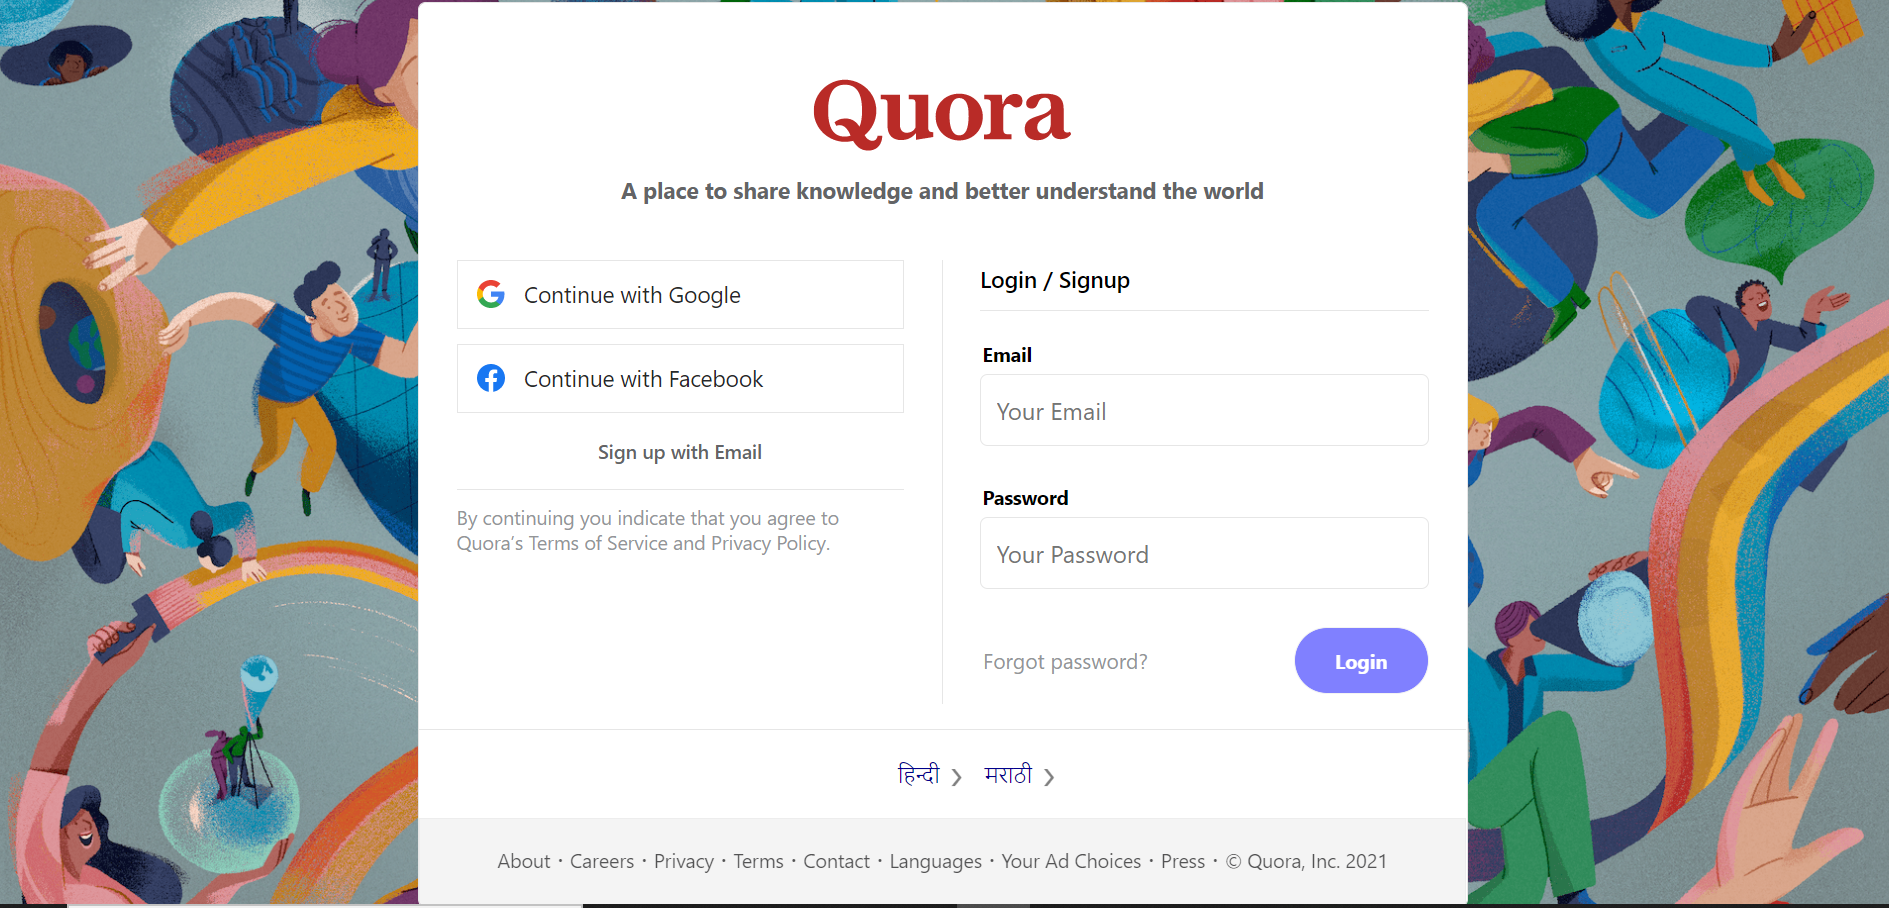 Quora
A place to share knowledge and better understand the world
Continue with Google
Continue with Facebook
Sign up with Email
By continuing you indicate that you agree to
Quora’s Terms of Service and Privacy Policy.
Login / Signup
Email
Your Email
Password
Your Password
Forgot password?
Login
हिन्दी › मराठी ›
About · Careers · Privacy · Terms · Contact · Languages · Your Ad Choices · Press · © Quora, Inc. 2021